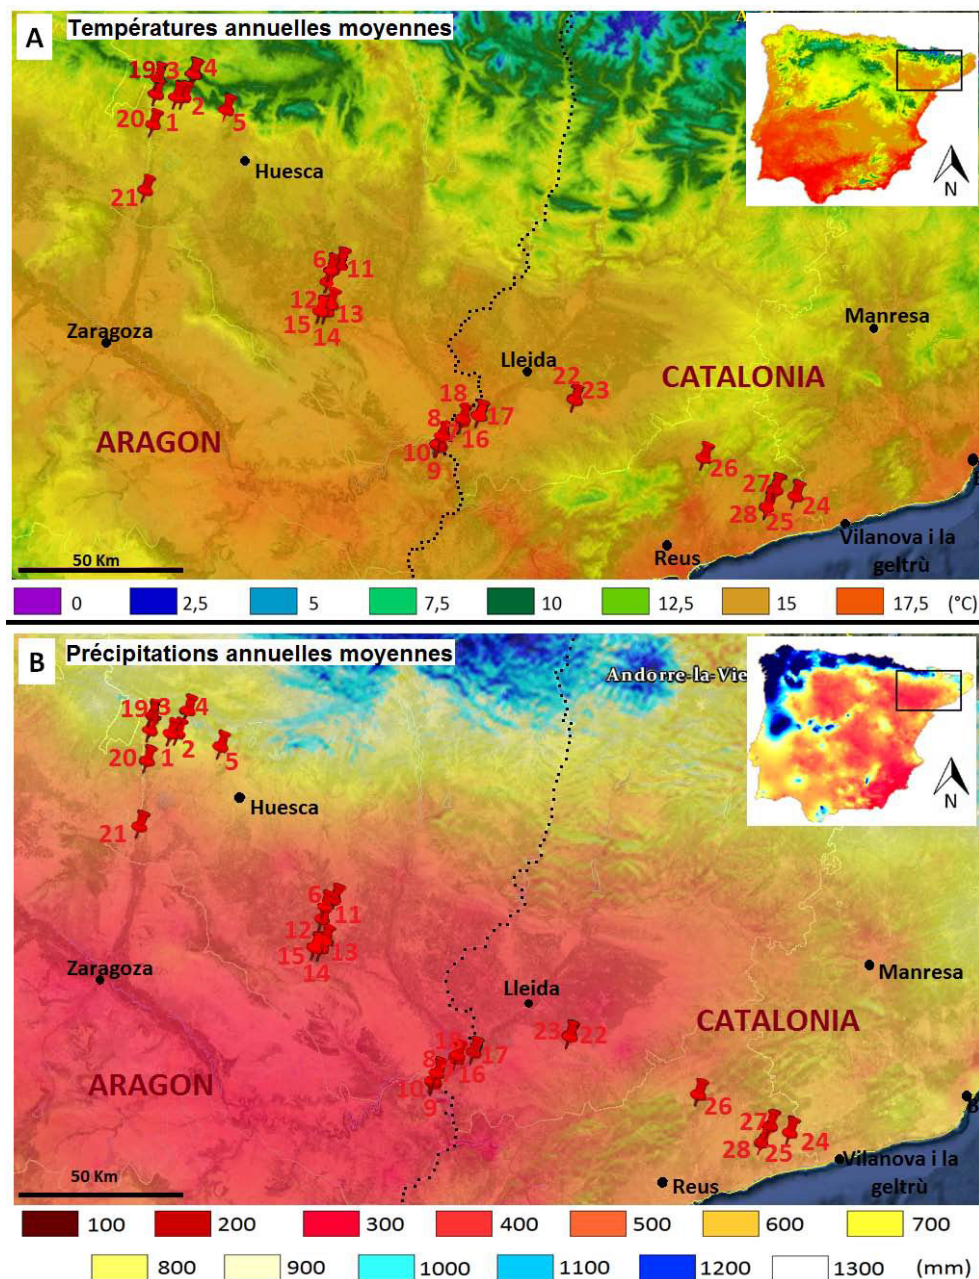 A Températures annuelles moyennes
19 3 4
20 1 2 5
Huesca
21
N
6 11
12 13
15 14
Zaragoza
Manresa
Lleida
22 23
CATALONIA
18
8 17
10 16
9
ARAGON
26
27 24
28 25
Vilanova i la
geltrù
Reus
50 Km
0 2,5 5 7,5 10 12,5 15 17,5 (°C)
B Précipitations annuelles moyennes
Andorre-la-Vie
19 3 4
20 1 2 5
Huesca
21
N
6 11
12 13
15 14
Zaragoza
Manresa
Lleida
23 22
CATALONIA
18
8 17
10 16
9
ARAGON
26
27 24
28 25
Vilanova i la
geltrù
Reus
50 Km
100 200 300 400 500 600 700
800 900 1000 1100 1200 1300 (mm)